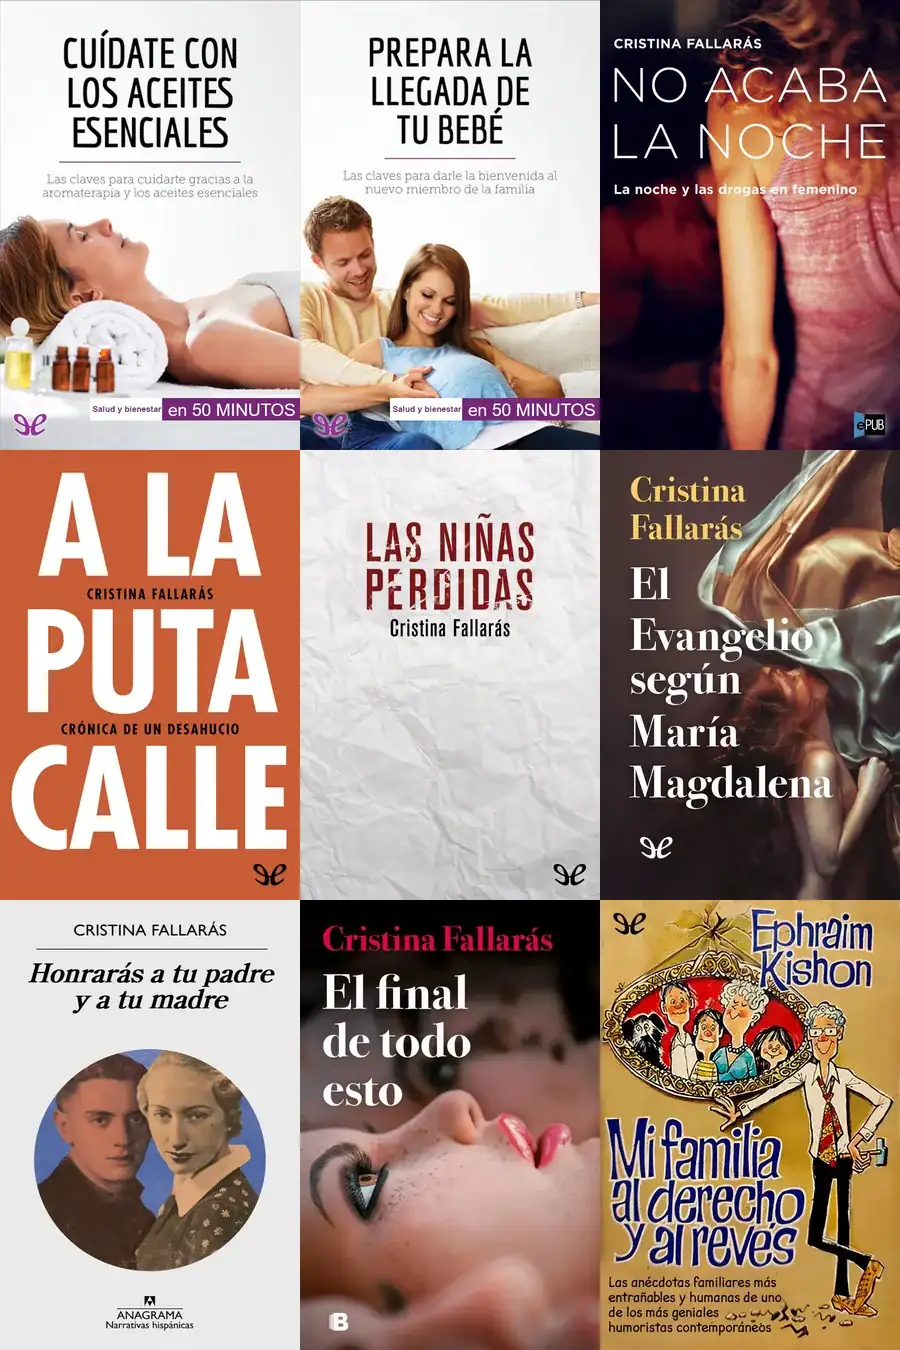 CUÍDATE CON
LOS ACEITES
ESENCIALES
Las claves para cuidarte gracias a la
aromaterapia y los aceites esenciales
Salud y bienestar en 50 MINUTOS
PREPARA LA
LLEGADA DE
TU BEBÉ
Las claves para darle la bienvenida al
nuevo miembro de la familia
Salud y bienestar en 50 MINUTOS
CRISTINA FALLARÁS
NO ACABA
LA NOCHE
La noche y las drogas en femenino
ePUB
A LA
CRISTINA FALLARÁS
PUTA
CRÓNICA DE UN DESAHUCIO
CALLE
LAS NIÑAS
PERDIDAS
Cristina Fallarás
Cristina
Fallarás
El
Evangelio
según
María
Magdalena
CRISTINA FALLARÁS
Honrarás a tu padre
y a tu madre
ANAGRAMA
Narrativas hispánicas
Cristina Fallarás
El final
de todo
esto
B
Ephraim
Kishon
Mi familia
al derecho
y al revés
Las anécdotas familiares más
entrañables y humanas de uno
de los más geniales
humoristas contemporáneos